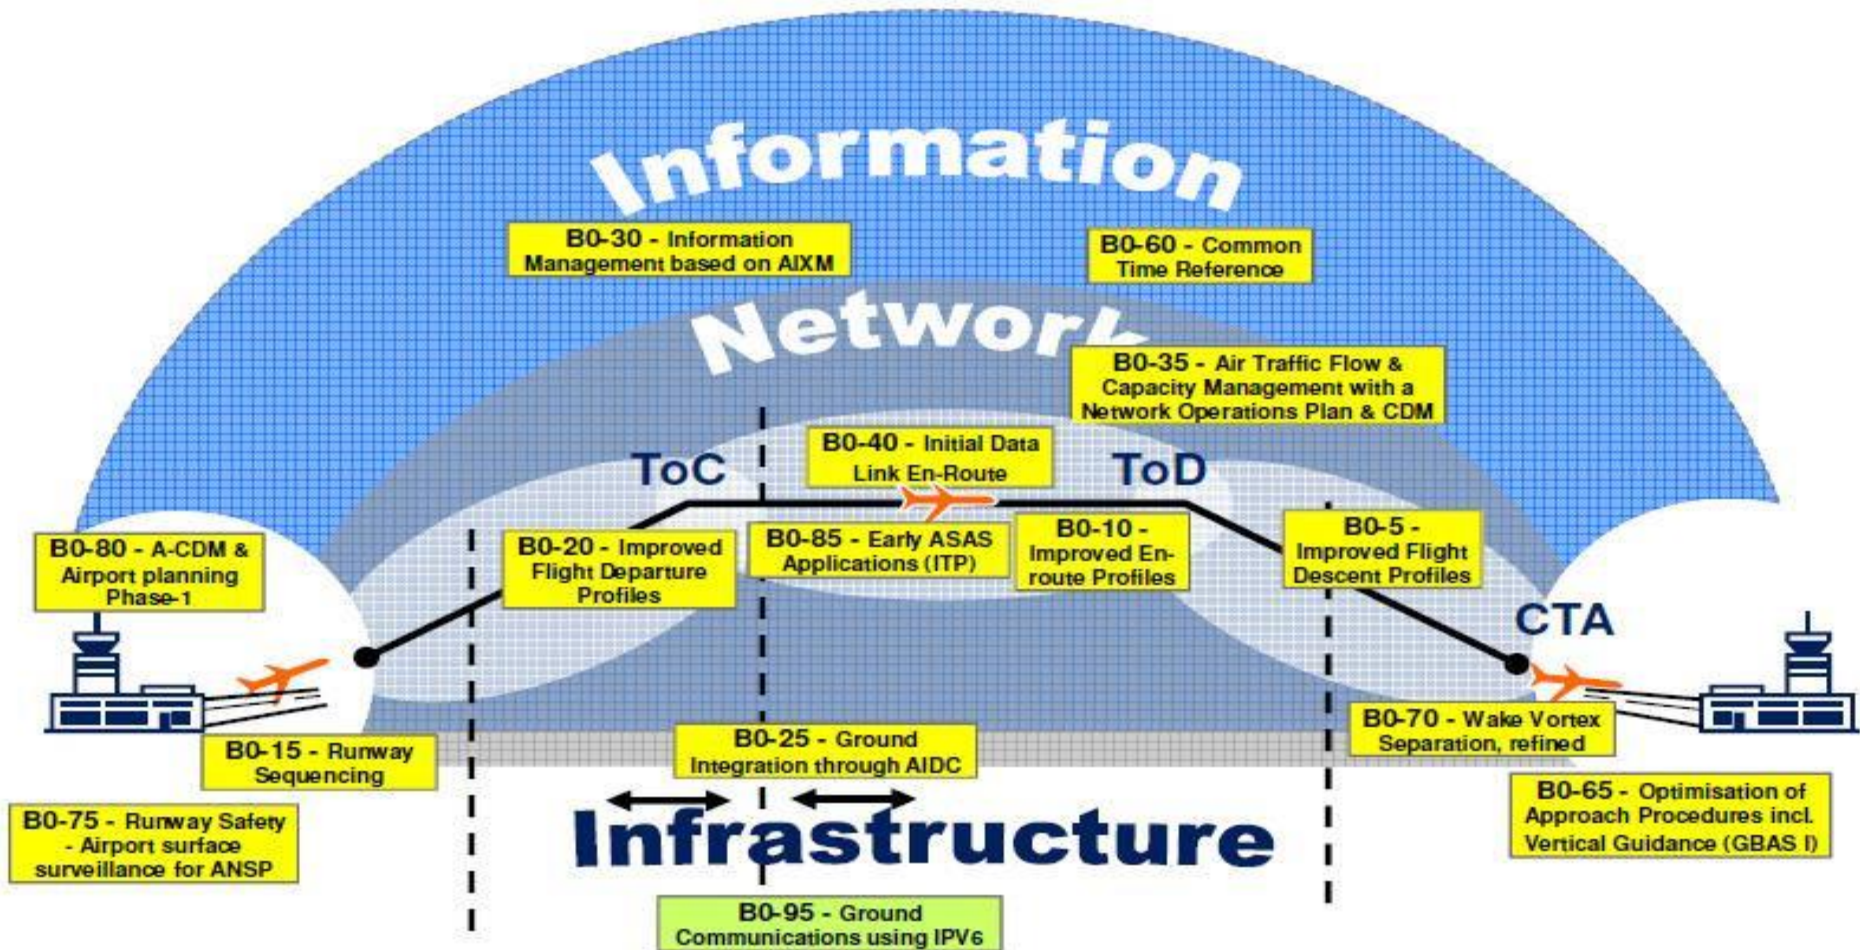 Information
B0-30 - Information
Management based on AIXM
B0-60 - Common
Time Reference
Network
B0-35 - Air Traffic Flow &
Capacity Management with a
Network Operations Plan & CDM
B0-40 - Initial Data
Link En-Route
ToC
ToD
B0-80 - A-CDM &
Airport planning
Phase-1
B0-20 - Improved
Flight Departure
Profiles
B0-85 - Early ASAS
Applications (ITP)
B0-10 -
Improved En-
route Profiles
B0-5 -
Improved Flight
Descent Profiles
CTA
B0-15 - Runway
Sequencing
B0-25 - Ground
Integration through AIDC
B0-70 - Wake Vortex
Separation, refined
B0-75 - Runway Safety
- Airport surface
surveillance for ANSP
Infrastructure
B0-65 - Optimisation of
Approach Procedures incl.
Vertical Guidance (GBAS I)
B0-95 - Ground
Communications using IPV6